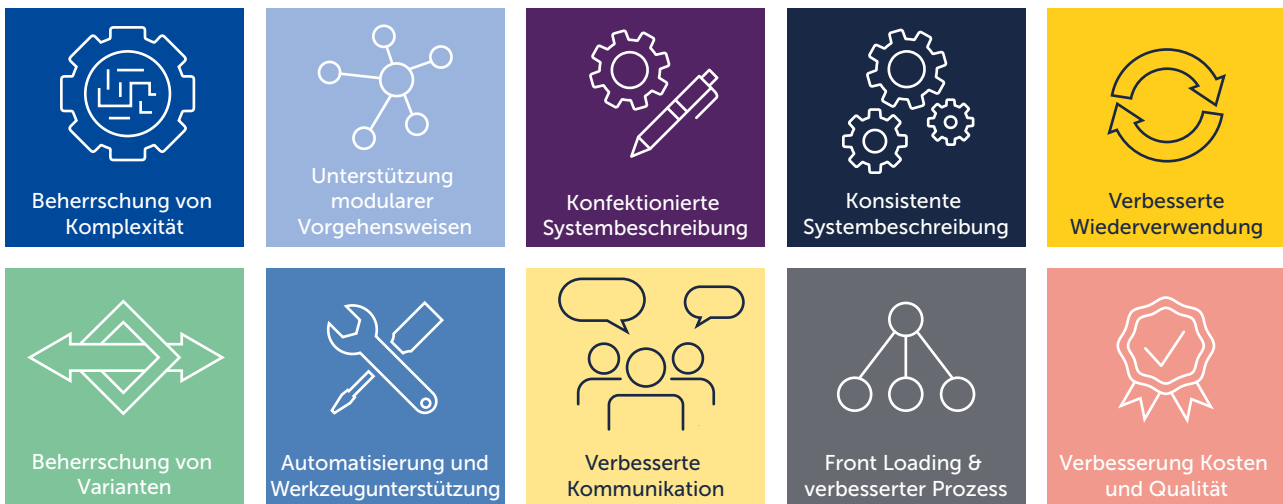 Beherrschung von
Komplexität
Unterstützung
modularer
Vorgehensweisen
Konfektionierte
Systembeschreibung
Konsistente
Systembeschreibung
Verbesserte
Wiederverwendung
Beherrschung von
Varianten
Automatisierung und
Werkzeugunterstützung
Verbesserte
Kommunikation
Front Loading &
verbesserter Prozess
Verbesserung Kosten
und Qualität